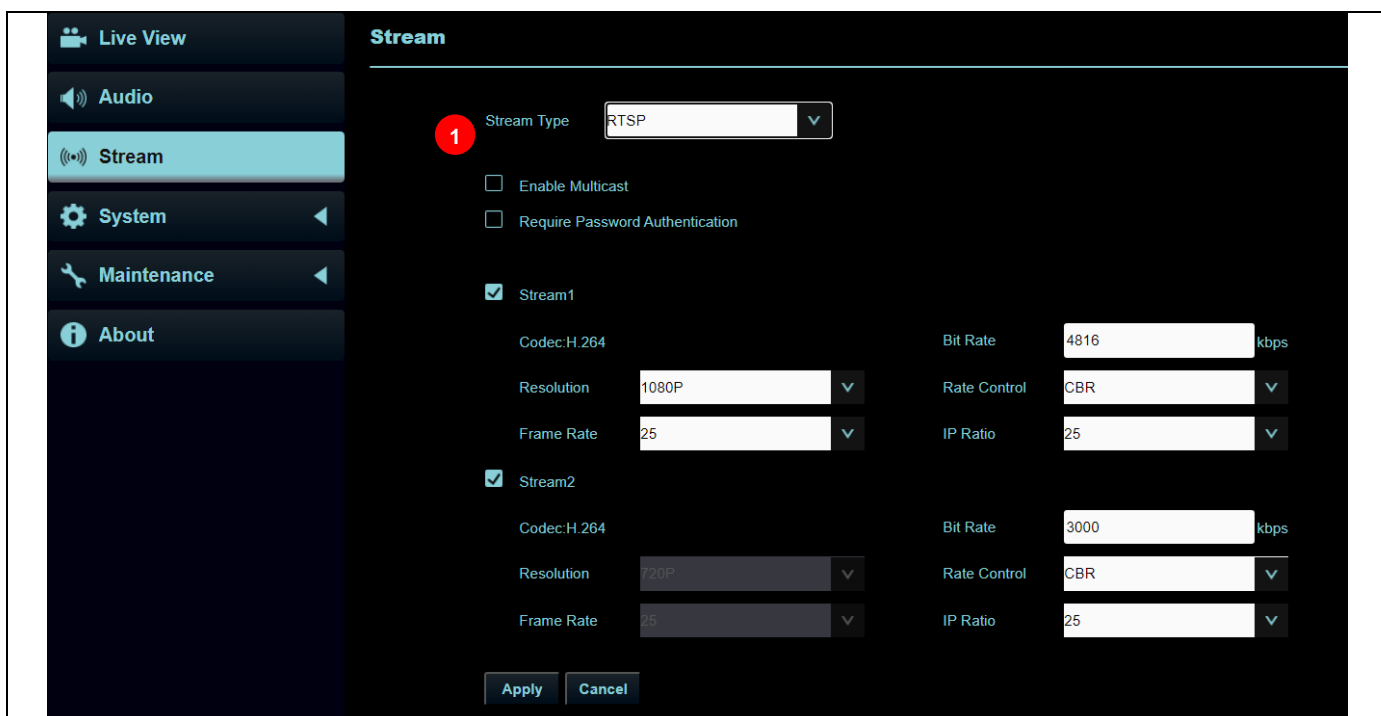 Live View
Audio
Stream
System
Maintenance
About
Stream
1
Stream Type RTSP
Enable Multicast
Require Password Authentication
Stream1
Codec:H.264 Bit Rate 4816 kbps
Resolution 1080P Rate Control CBR
Frame Rate 25 IP Ratio 25
Stream2
Codec:H.264 Bit Rate 3000 kbps
Resolution 720P Rate Control CBR
Frame Rate 25 IP Ratio 25
Apply Cancel